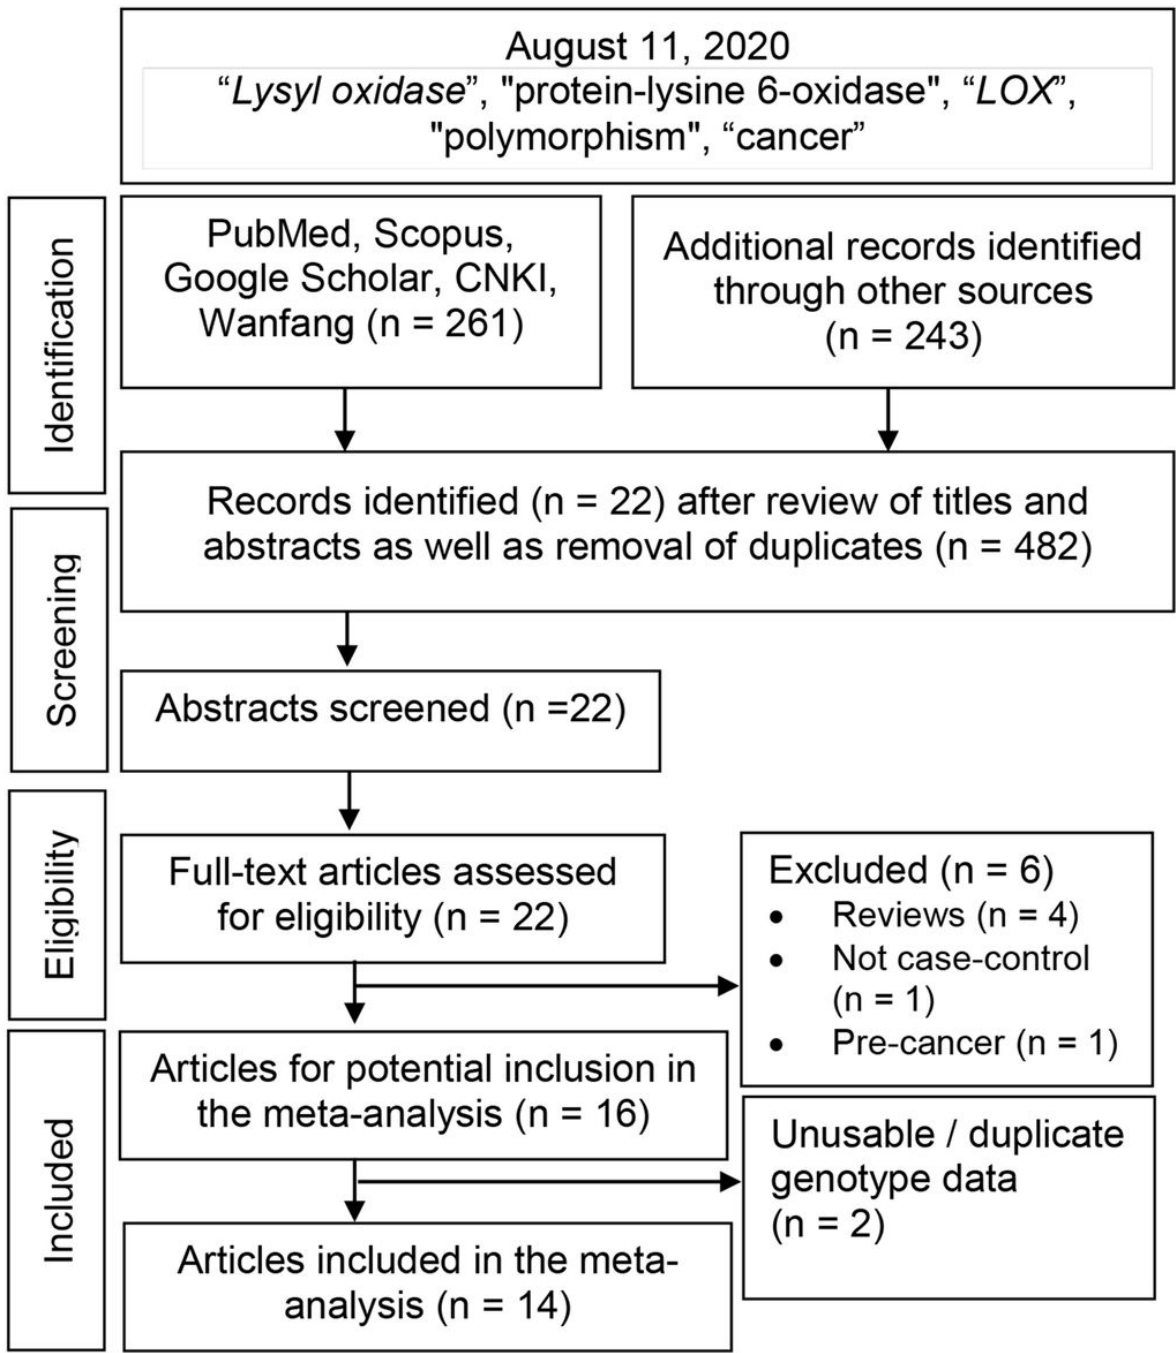 August 11, 2020
“Lysyl oxidase”, "protein-lysine 6-oxidase", “LOX”,
"polymorphism", “cancer”
Identification
PubMed, Scopus,
Google Scholar, CNKI,
Wanfang (n = 261)
Additional records identified
through other sources
(n = 243)
Screening
Records identified (n = 22) after review of titles and
abstracts as well as removal of duplicates (n = 482)
Abstracts screened (n =22)
Eligibility
Full-text articles assessed
for eligibility (n = 22)
Excluded (n = 6)
• Reviews (n = 4)
• Not case-control
(n = 1)
• Pre-cancer (n = 1)
Included
Articles for potential inclusion in
the meta-analysis (n = 16)
Unusable / duplicate
genotype data
(n = 2)
Articles included in the meta-
analysis (n = 14)